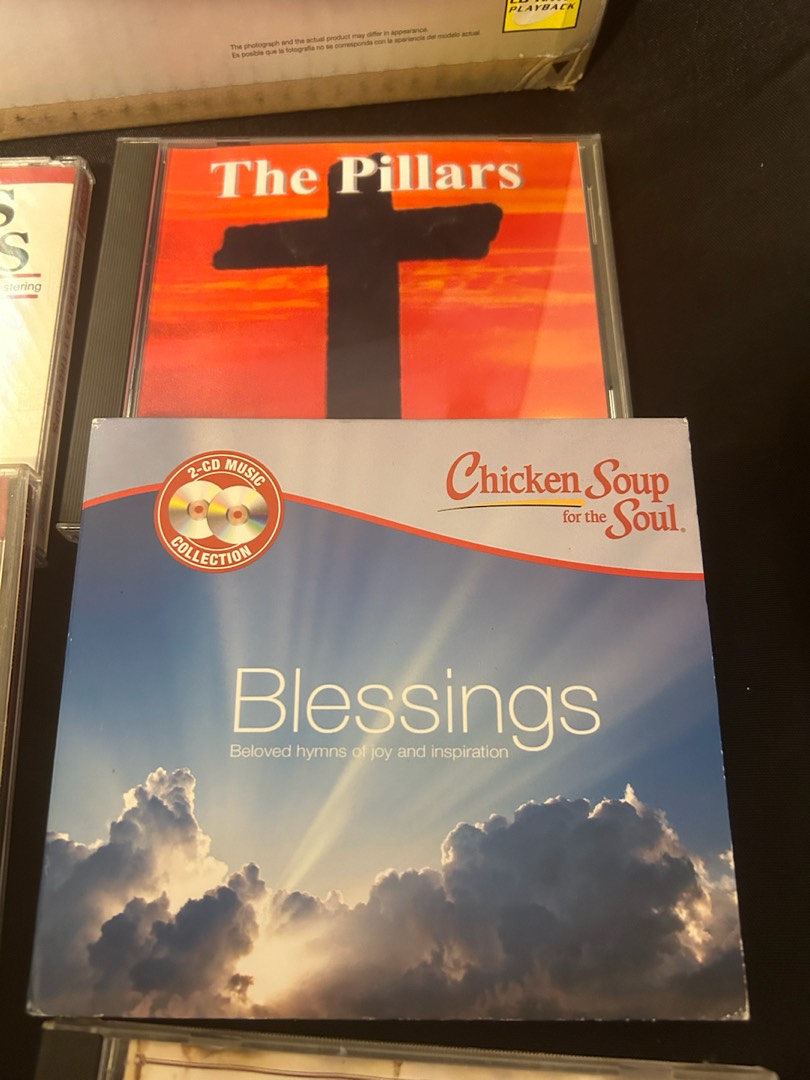 PLAYBACK
The photograph and the actual product may differ in appearance.
Es posible que la fotografía no se corresponda con la apariencia del modelo actual
The Pillars
S
S
stering
2-CD MUSIC
COLLECTION
Chicken Soup
for the Soul®
Blessings
Beloved hymns of joy and inspiration